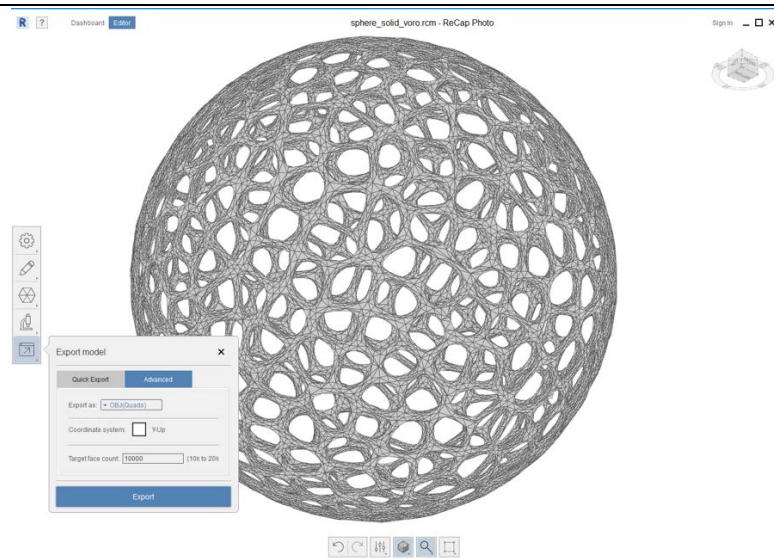 R ? Dashboard Editor sphere_solid_voro.rcm - ReCap Photo Sign In
Export model
Quick Export Advanced
Export as: OBJ(Quads)
Coordinate system: Y-Up
Target face count: 10000 (10k to 20k
Export